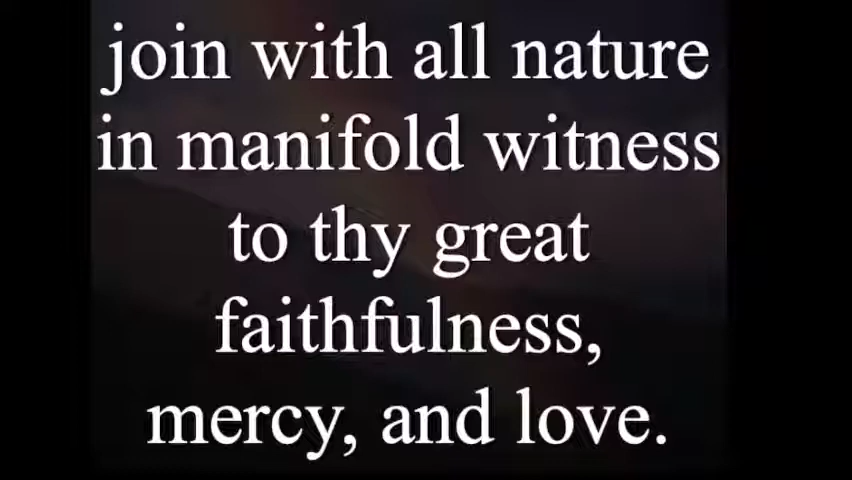 join with all nature
in manifold witness
to thy great
faithfulness,
mercy, and love.